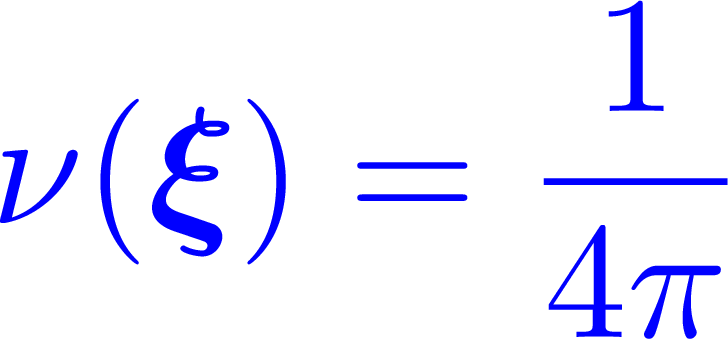 ν(ξ) = 1/4π